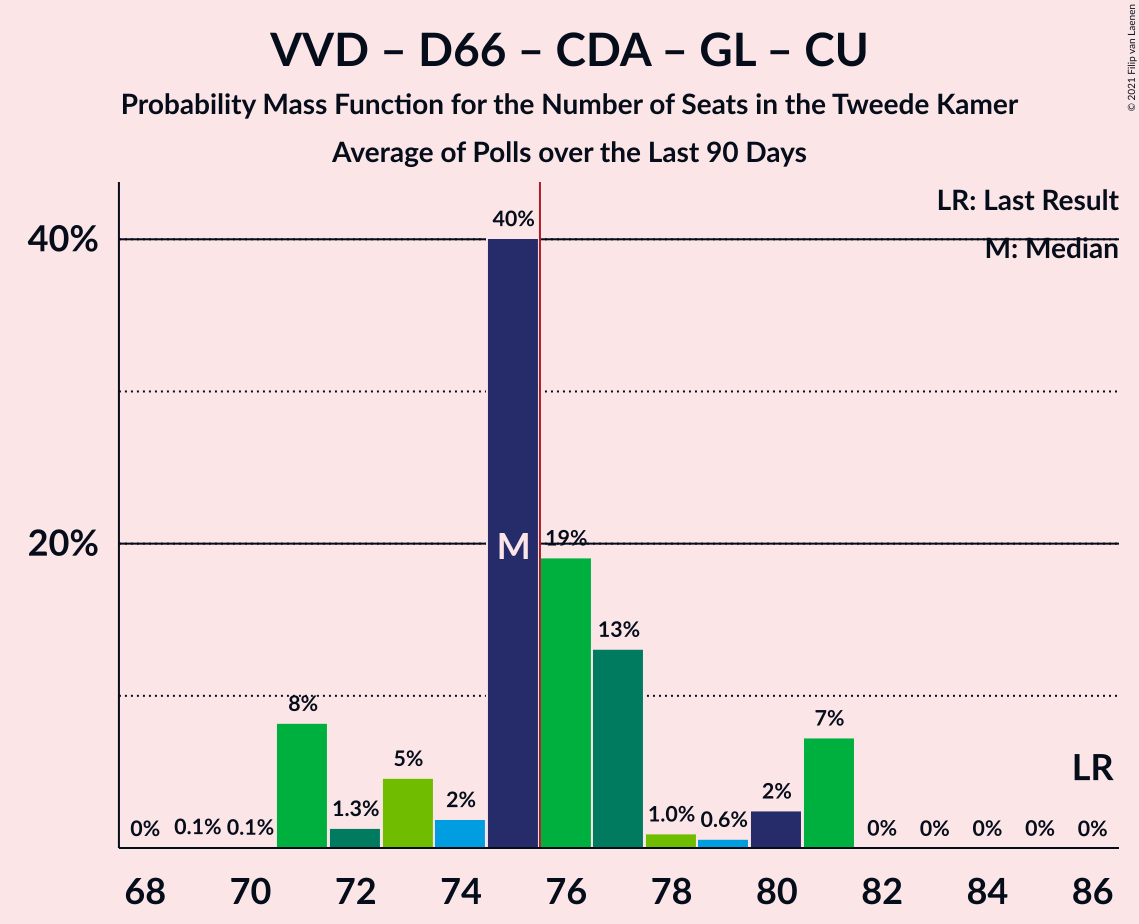 VVD – D66 – CDA – GL – CU
Probability Mass Function for the Number of Seats in the Tweede Kamer
Average of Polls over the Last 90 Days
© 2021 Filip van Laenen
LR: Last Result
M: Median
40%
20%
0%
0.1%
0.1%
8%
1.3%
5%
2%
40%
M
19%
13%
1.0%
0.6%
2%
7%
0%
0%
0%
0%
0%
LR
68 70 72 74 76 78 80 82 84 86